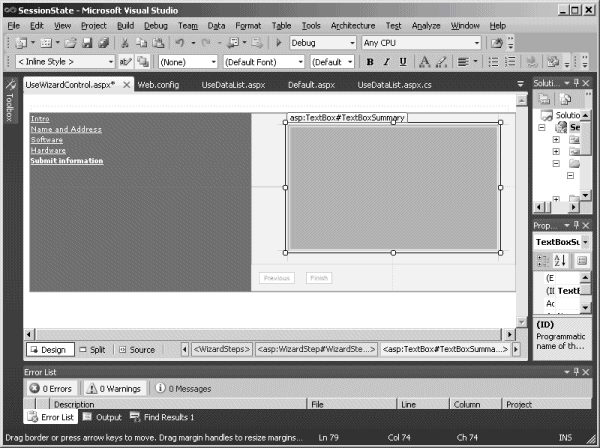 SessionState - Microsoft Visual Studio
File Edit View Project Build Debug Team Data Format Table Tools Architecture Test Analyze Window Help
Debug Any CPU
< Inline Style > (None) (Default Font) (Default B I U A
UseWizardControl.aspx* Web.config UseDataList.aspx Default.aspx UseDataList.aspx.cs
Toolbox
Intro
Name and Address
Software
Hardware
Submit information
asp:TextBox#TextBoxSummary
Previous Finish
Solutio...
Solutio
Se
Prop...
TextBoxSu
A Z
(E
(ID TextB
Ac
(ID)
Programmatic
name of th...
Design Split Source <WizardSteps> <asp:WizardStep#WizardSte...> <asp:TextBox#TextBoxSumma...>
Error List
0 Errors 0 Warnings 0 Messages
Description File Line Column Project
Error List Output Find Results 1
Drag border or press arrow keys to move. Drag margin handles to resize margins... Ln 79 Col 74 Ch 74 INS